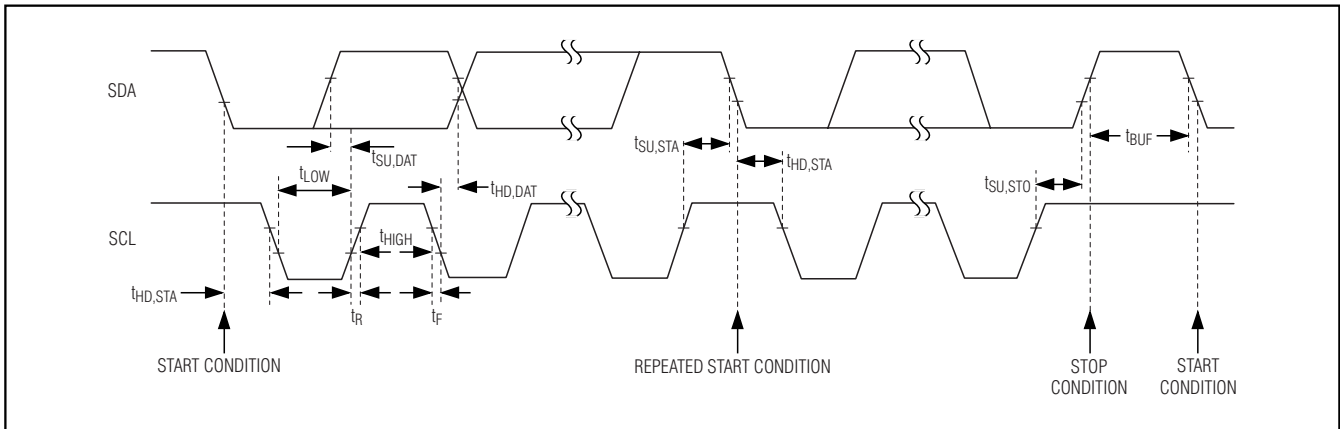 SDA
tSU,DAT
tLOW
tHD,DAT
tSU,STA
tHD,STA
tBUF
tSU,STO
SCL
tHIGH
tHD,STA
tR
tF
START CONDITION
REPEATED START CONDITION
STOP
CONDITION
START
CONDITION